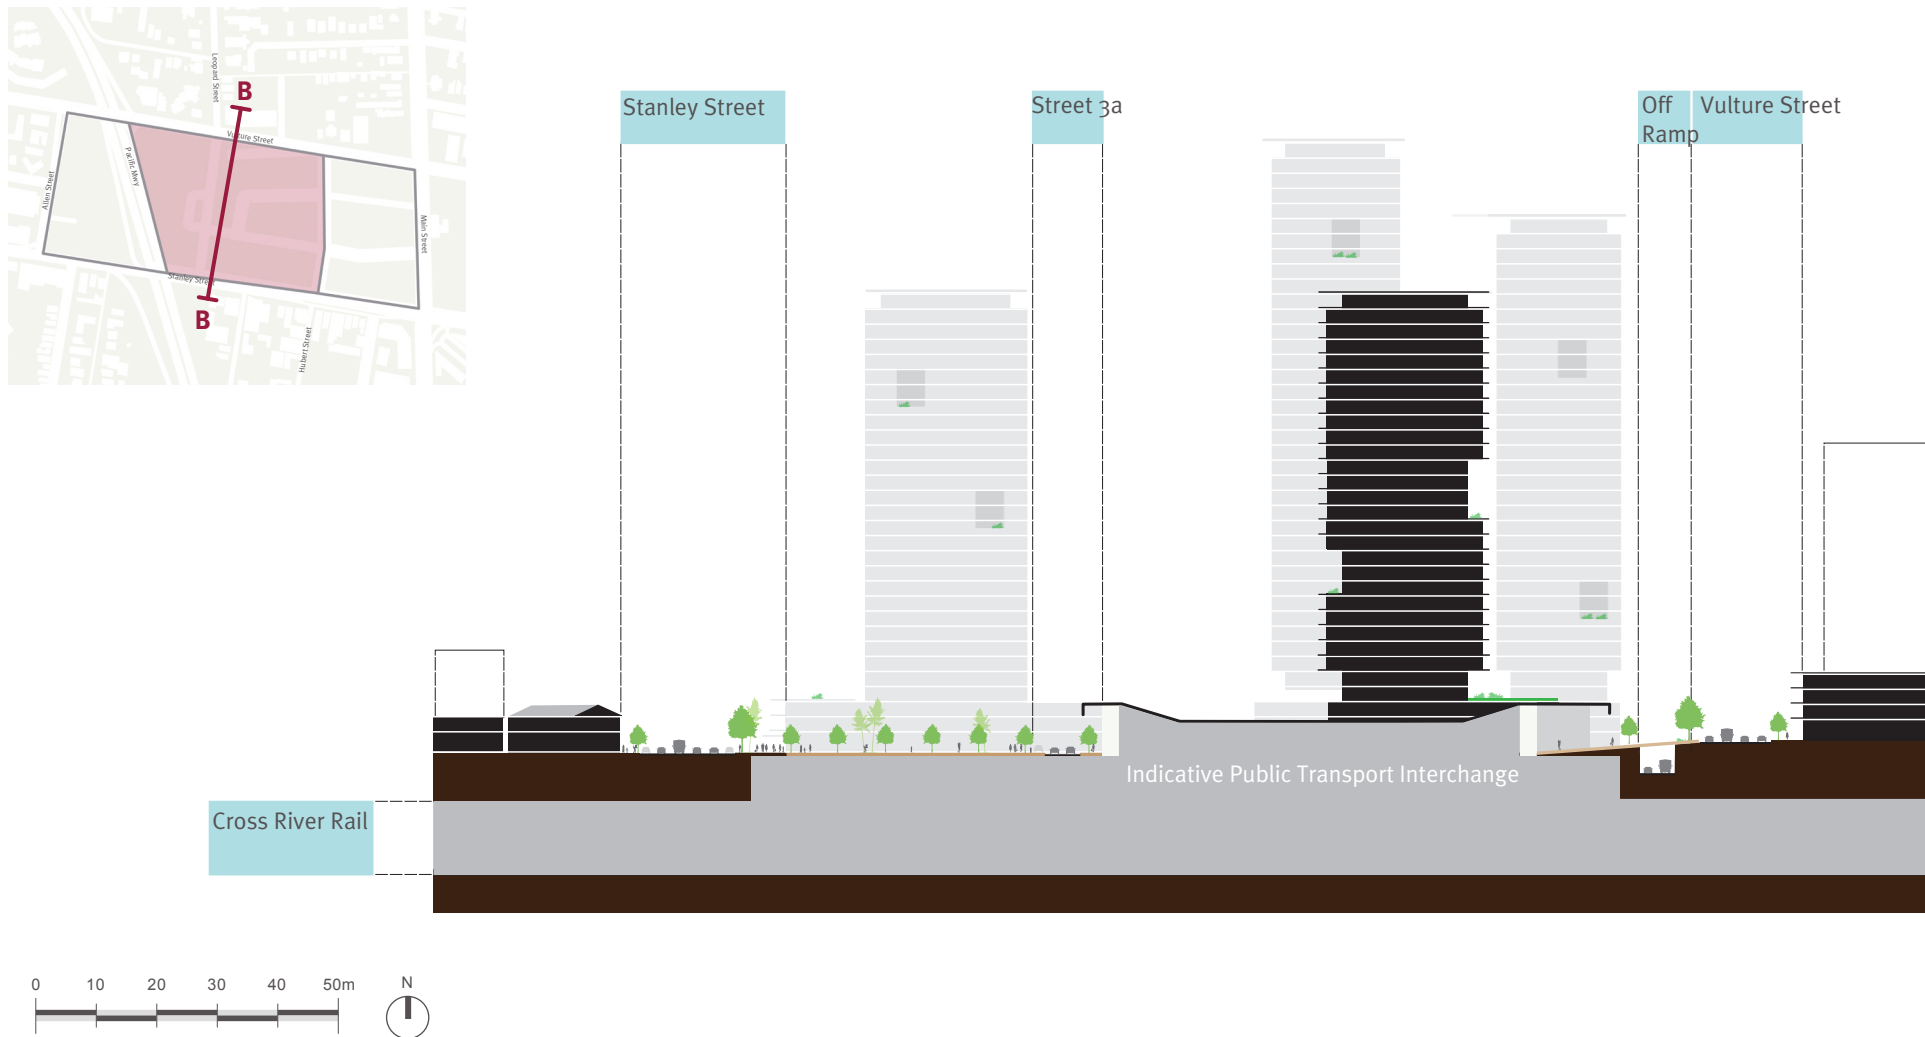 Leopard Street
B
Vulture Street
Pacific Mwy
Allen Street
Main Street
Stanley Street
B
Hubert Street
Stanley Street
Street 3a
Off
Ramp
Vulture Street
Indicative Public Transport Interchange
Cross River Rail
0 10 20 30 40 50m
N